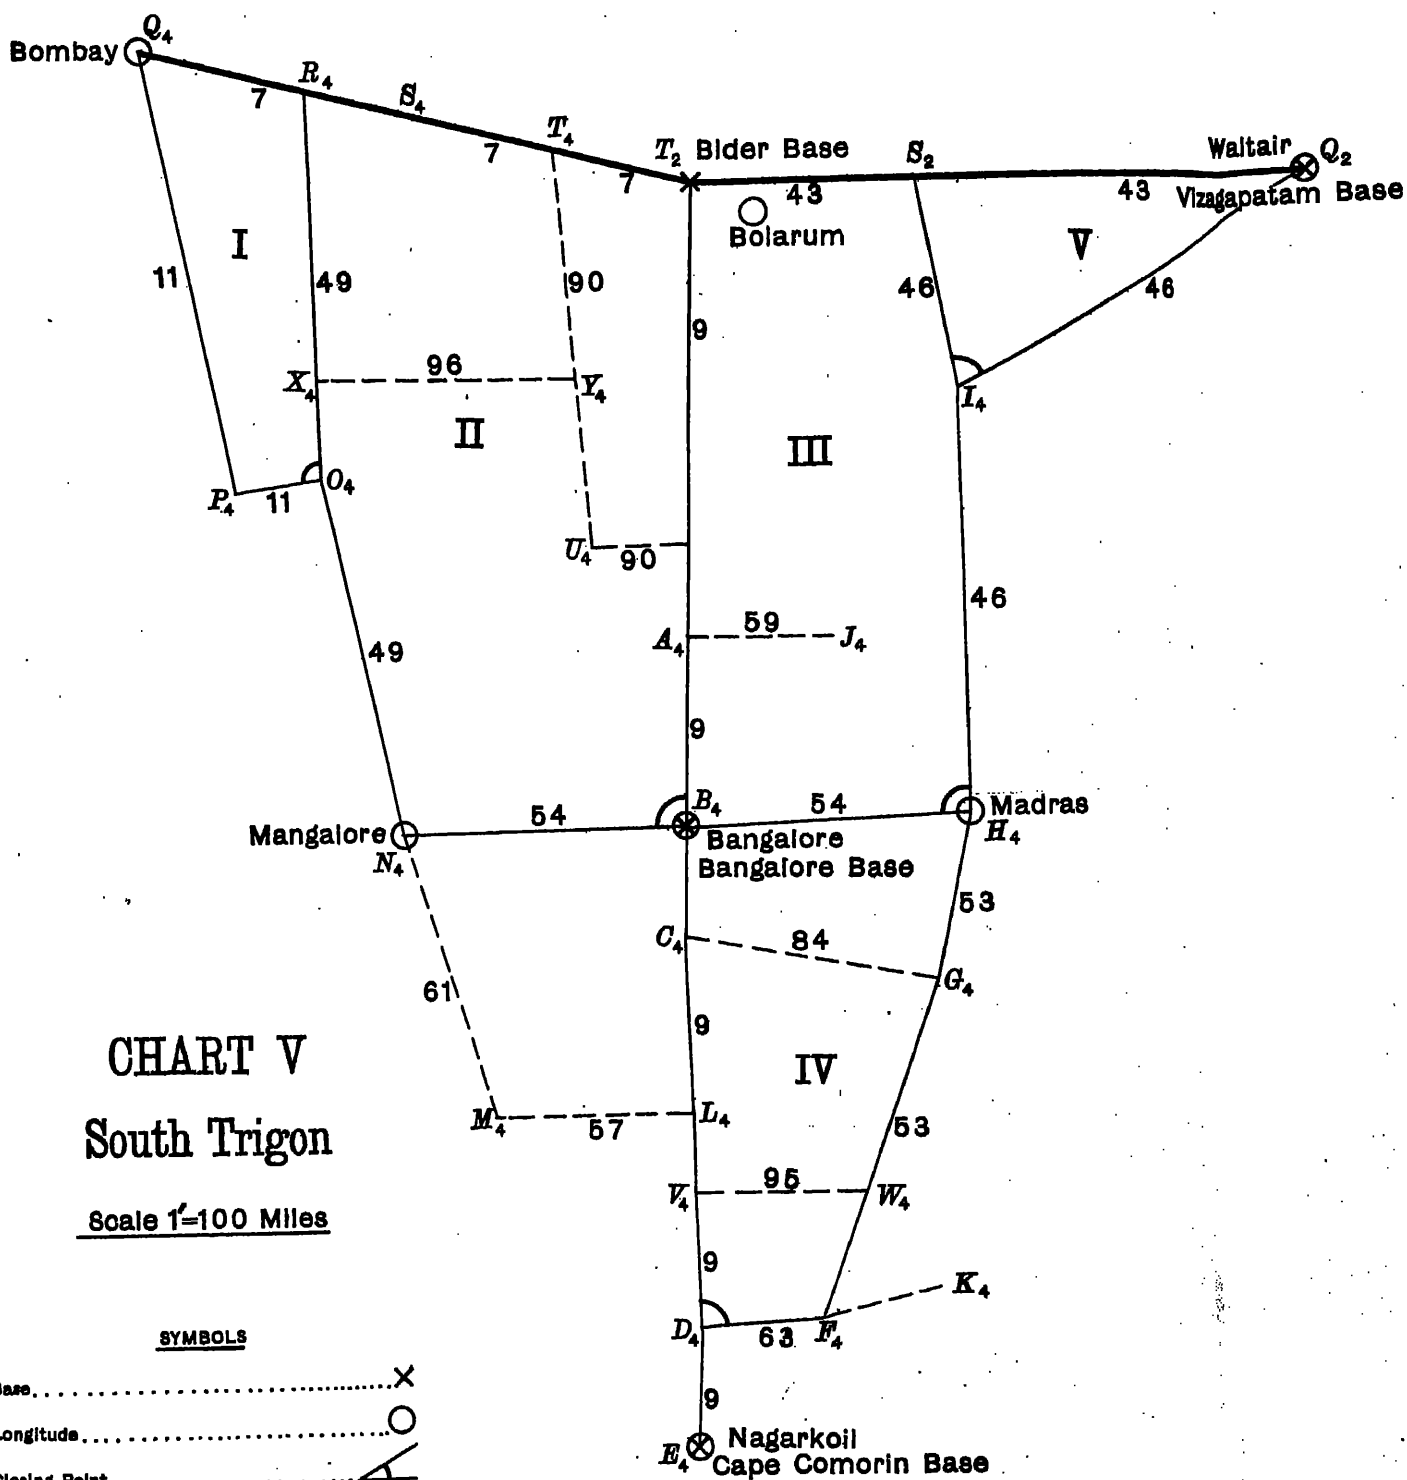 Q₄
Bombay
R₄
7
S₄
T₄
7
7
T₂ Bider Base
S₂
Waltair Q₂
43
43
Vizagapatam Base
Bolarum
I
V
11
49
90
46
46
9
96
X₄
Y₄
I₄
II
III
O₄
P₄
11
U₄
90
46
59
A₄
J₄
49
9
B₄
54
54
Madras
Mangalore
H₄
Bangalore
N₄
Bangalore Base
53
C₄
84
G₄
61
9
CHART V
IV
South Trigon
M₄
57
L₄
53
95
V₄
W₄
Scale 1"=100 Miles
9
K₄
SYMBOLS
D₄
63
F₄
Base
9
Longitude
Nagarkoil
E₄
Cape Comorin Base
Closing Point